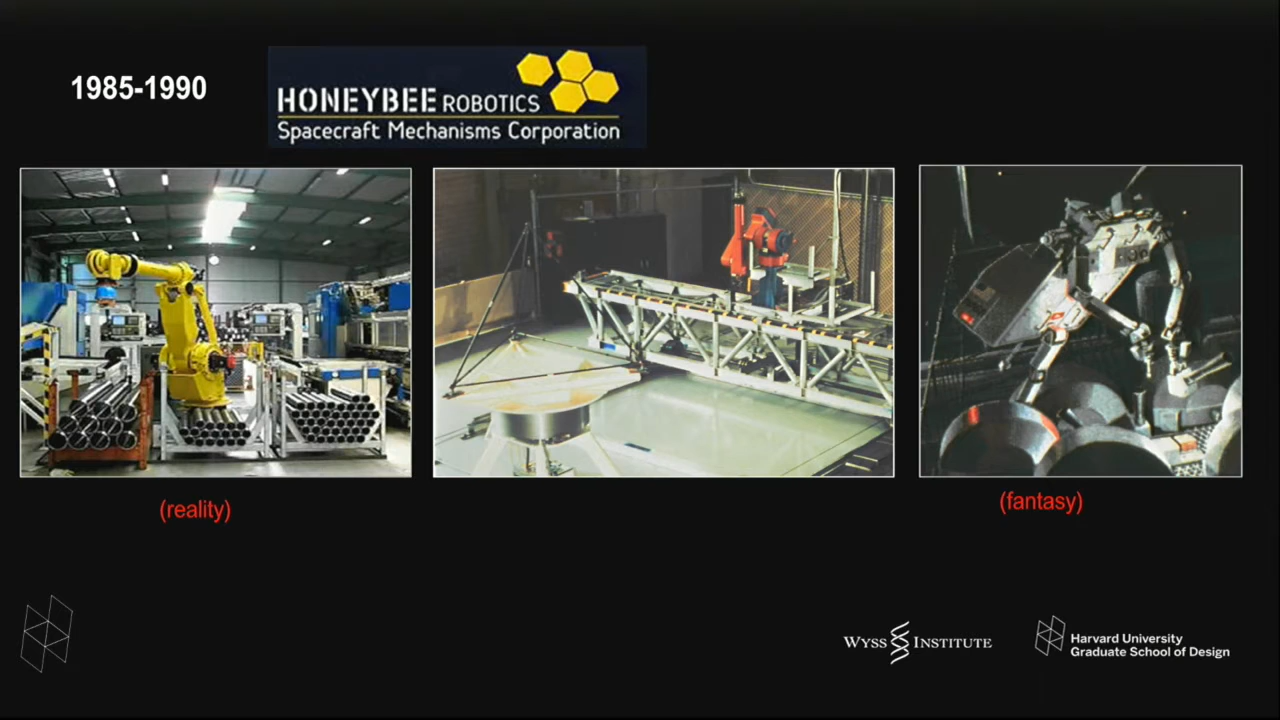 1985-1990
HONEYBEE ROBOTICS
Spacecraft Mechanisms Corporation
(reality)
(fantasy)
WYSS INSTITUTE
Harvard University
Graduate School of Design